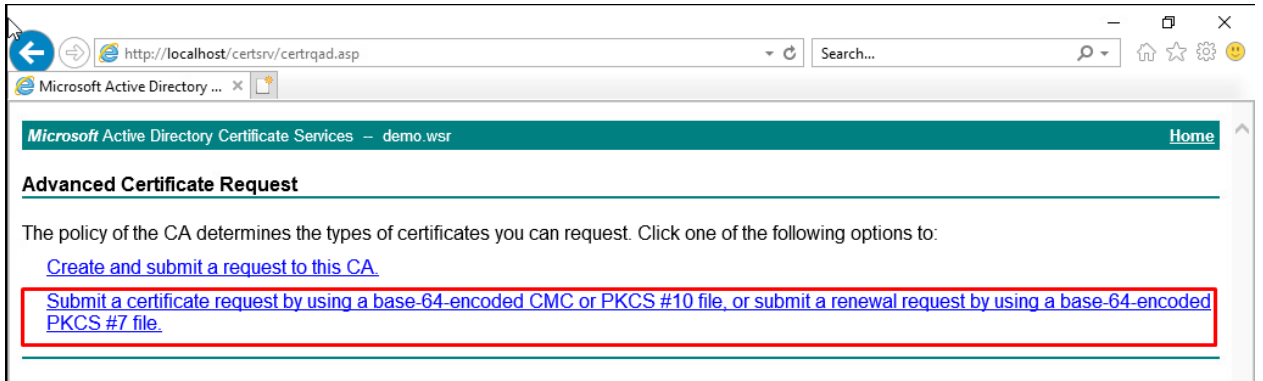 http://localhost/certsrv/certrqad.asp
Search...
Microsoft Active Directory ...
Microsoft Active Directory Certificate Services -- demo.wsr
Home
Advanced Certificate Request
The policy of the CA determines the types of certificates you can request. Click one of the following options to:
Create and submit a request to this CA.
Submit a certificate request by using a base-64-encoded CMC or PKCS #10 file, or submit a renewal request by using a base-64-encoded
PKCS #7 file.